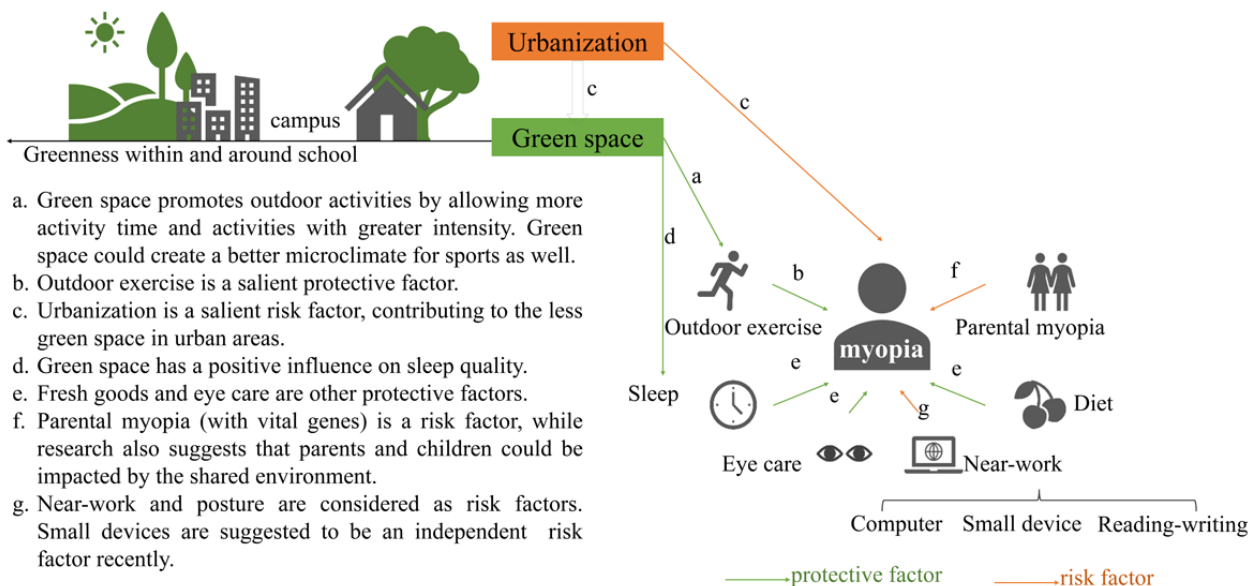 Urbanization
c
c
campus
Green space
Greenness within and around school
a
d
a. Green space promotes outdoor activities by allowing more
activity time and activities with greater intensity. Green
space could create a better microclimate for sports as well.
b. Outdoor exercise is a salient protective factor.
c. Urbanization is a salient risk factor, contributing to the less
green space in urban areas.
d. Green space has a positive influence on sleep quality.
e. Fresh goods and eye care are other protective factors.
f. Parental myopia (with vital genes) is a risk factor, while
research also suggests that parents and children could be
impacted by the shared environment.
g. Near-work and posture are considered as risk factors.
Small devices are suggested to be an independent risk
factor recently.
b
f
Outdoor exercise
myopia
Parental myopia
e
e
Sleep
e
g
Diet
Eye care
Near-work
Computer
Small device
Reading-writing
protective factor
risk factor